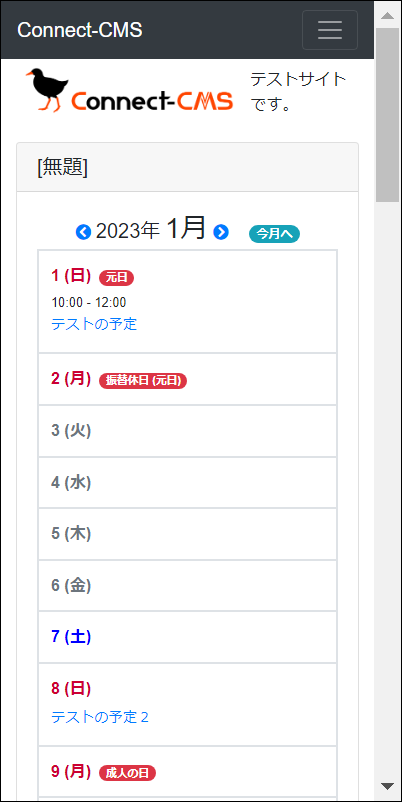 Connect-CMS
Connect-CMS
テストサイト
です。
[無題]
2023年 1月 今月へ
1 (日) 元日
10:00 - 12:00
テストの予定
2 (月) 振替休日 (元日)
3 (火)
4 (水)
5 (木)
6 (金)
7 (土)
8 (日)
テストの予定２
9 (月) 成人の日